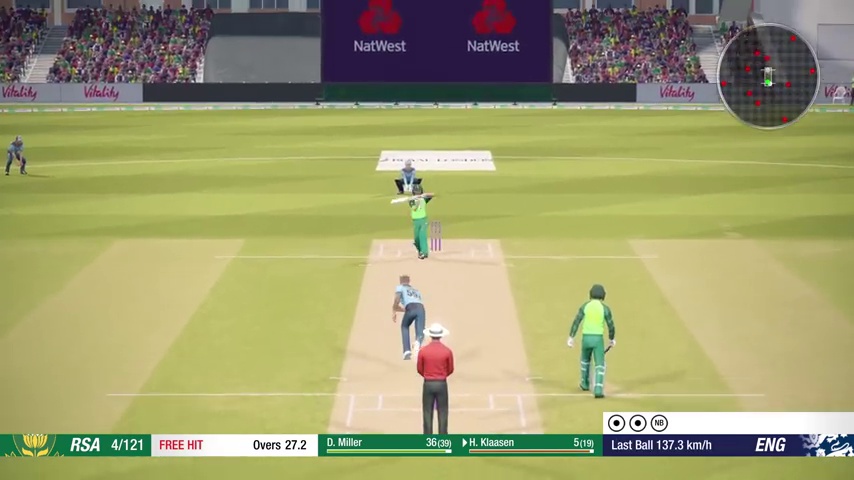 NatWest NatWest
Vitality Vitality Vitality
NB
RSA 4/121 FREE HIT Overs 27.2 D. Miller 36(39) H. Klaasen 5(19) Last Ball 137.3 km/h ENG